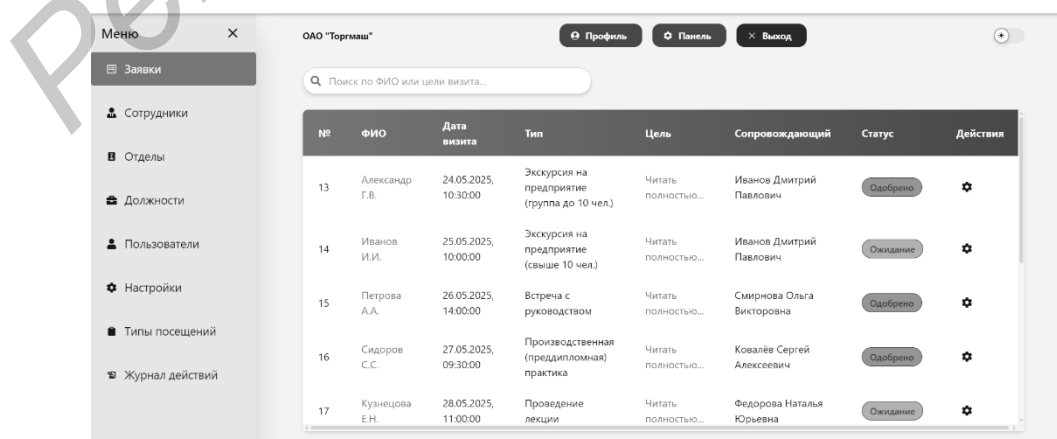 Меню ×
ОАО "Торгмаш"
Профиль
Панель
× Выход
Заявки
Сотрудники
Отделы
Должности
Пользователи
Настройки
Типы посещений
Журнал действий
Поиск по ФИО или цели визита...
№ ФИО Дата визита Тип Цель Сопровождающий Статус Действия
13 Александр Г.В. 24.05.2025, 10:30:00 Экскурсия на предприятие (группа до 10 чел.) Читать полностью... Иванов Дмитрий Павлович Одобрено
14 Иванов И.И. 25.05.2025, 10:00:00 Экскурсия на предприятие (свыше 10 чел.) Читать полностью... Иванов Дмитрий Павлович Ожидание
15 Петрова А.А. 26.05.2025, 14:00:00 Встреча с руководством Читать полностью... Смирнова Ольга Викторовна Одобрено
16 Сидоров С.С. 27.05.2025, 09:30:00 Производственная (преддипломная) практика Читать полностью... Ковалёв Сергей Алексеевич Одобрено
17 Кузнецова Е.Н. 28.05.2025, 11:00:00 Проведение лекции Читать полностью... Федорова Наталья Юрьевна Ожидание